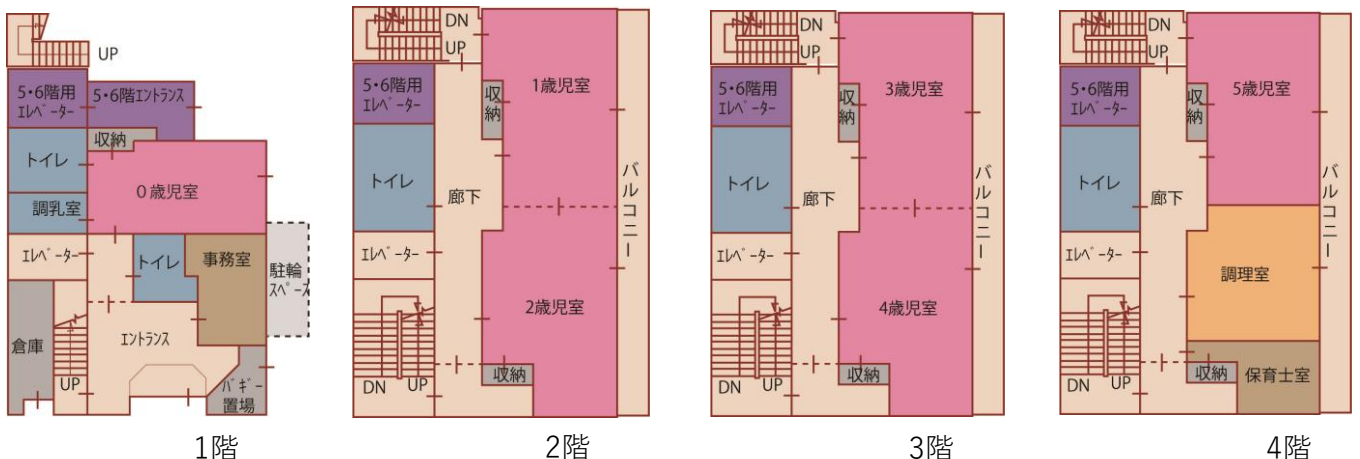 UP
5・6階用
ｴﾚﾍﾞｰﾀｰ
5・6階ｴﾝﾄﾗﾝｽ
収納
トイレ
0歳児室
調乳室
ｴﾚﾍﾞｰﾀｰ
トイレ
事務室
駐輪
ｽﾍﾟｰｽ
ｴﾝﾄﾗﾝｽ
倉庫
UP
バギー
置場
1階
DN
UP
5・6階用
ｴﾚﾍﾞｰﾀｰ
収納
1歳児室
トイレ
廊下
バルコニー
ｴﾚﾍﾞｰﾀｰ
2歳児室
収納
DN
UP
2階
DN
UP
5・6階用
ｴﾚﾍﾞｰﾀｰ
収納
3歳児室
トイレ
廊下
バルコニー
ｴﾚﾍﾞｰﾀｰ
4歳児室
収納
DN
UP
3階
DN
UP
5・6階用
ｴﾚﾍﾞｰﾀｰ
収納
5歳児室
トイレ
廊下
バルコニー
ｴﾚﾍﾞｰﾀｰ
調理室
収納
保育士室
DN
UP
4階